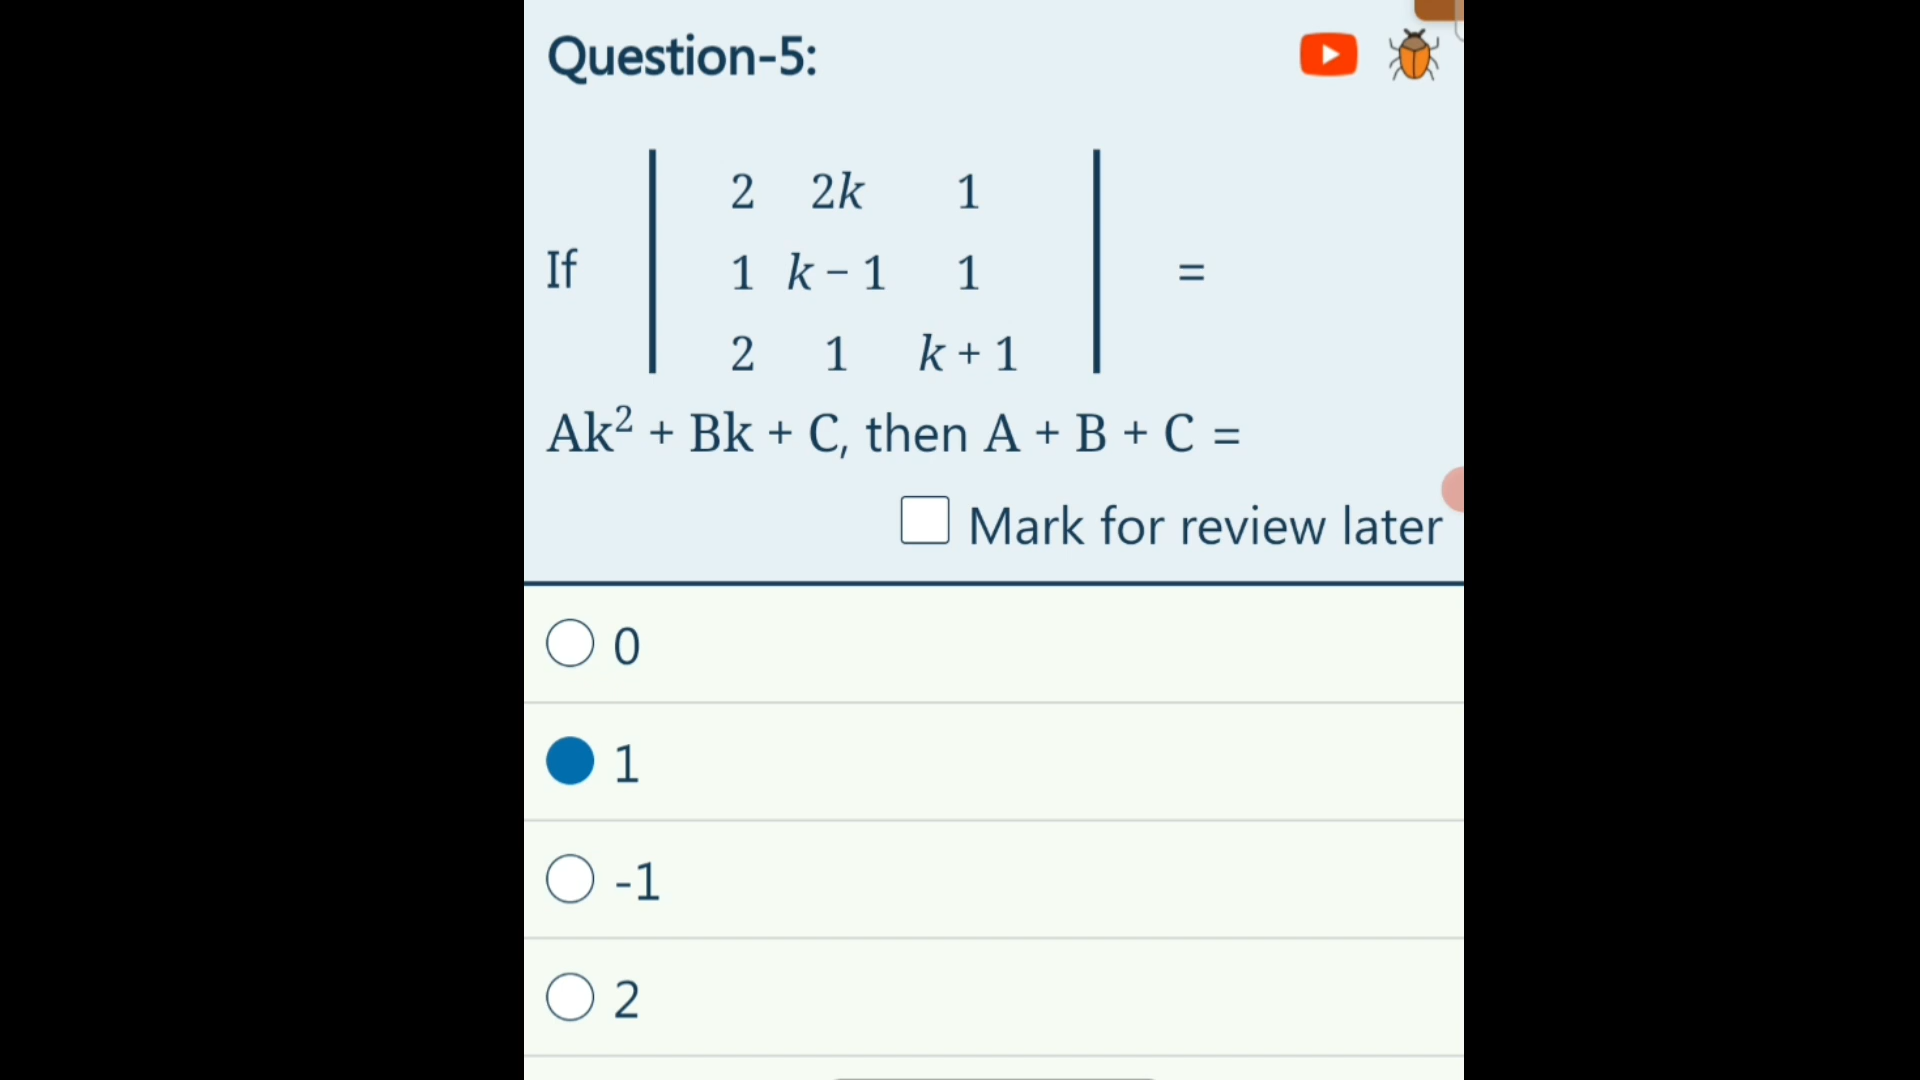 Question-5:
2 2k 1
If 1 k − 1 1 =
2 1 k + 1
Ak² + Bk + C, then A + B + C =
Mark for review later
0
1
-1
2